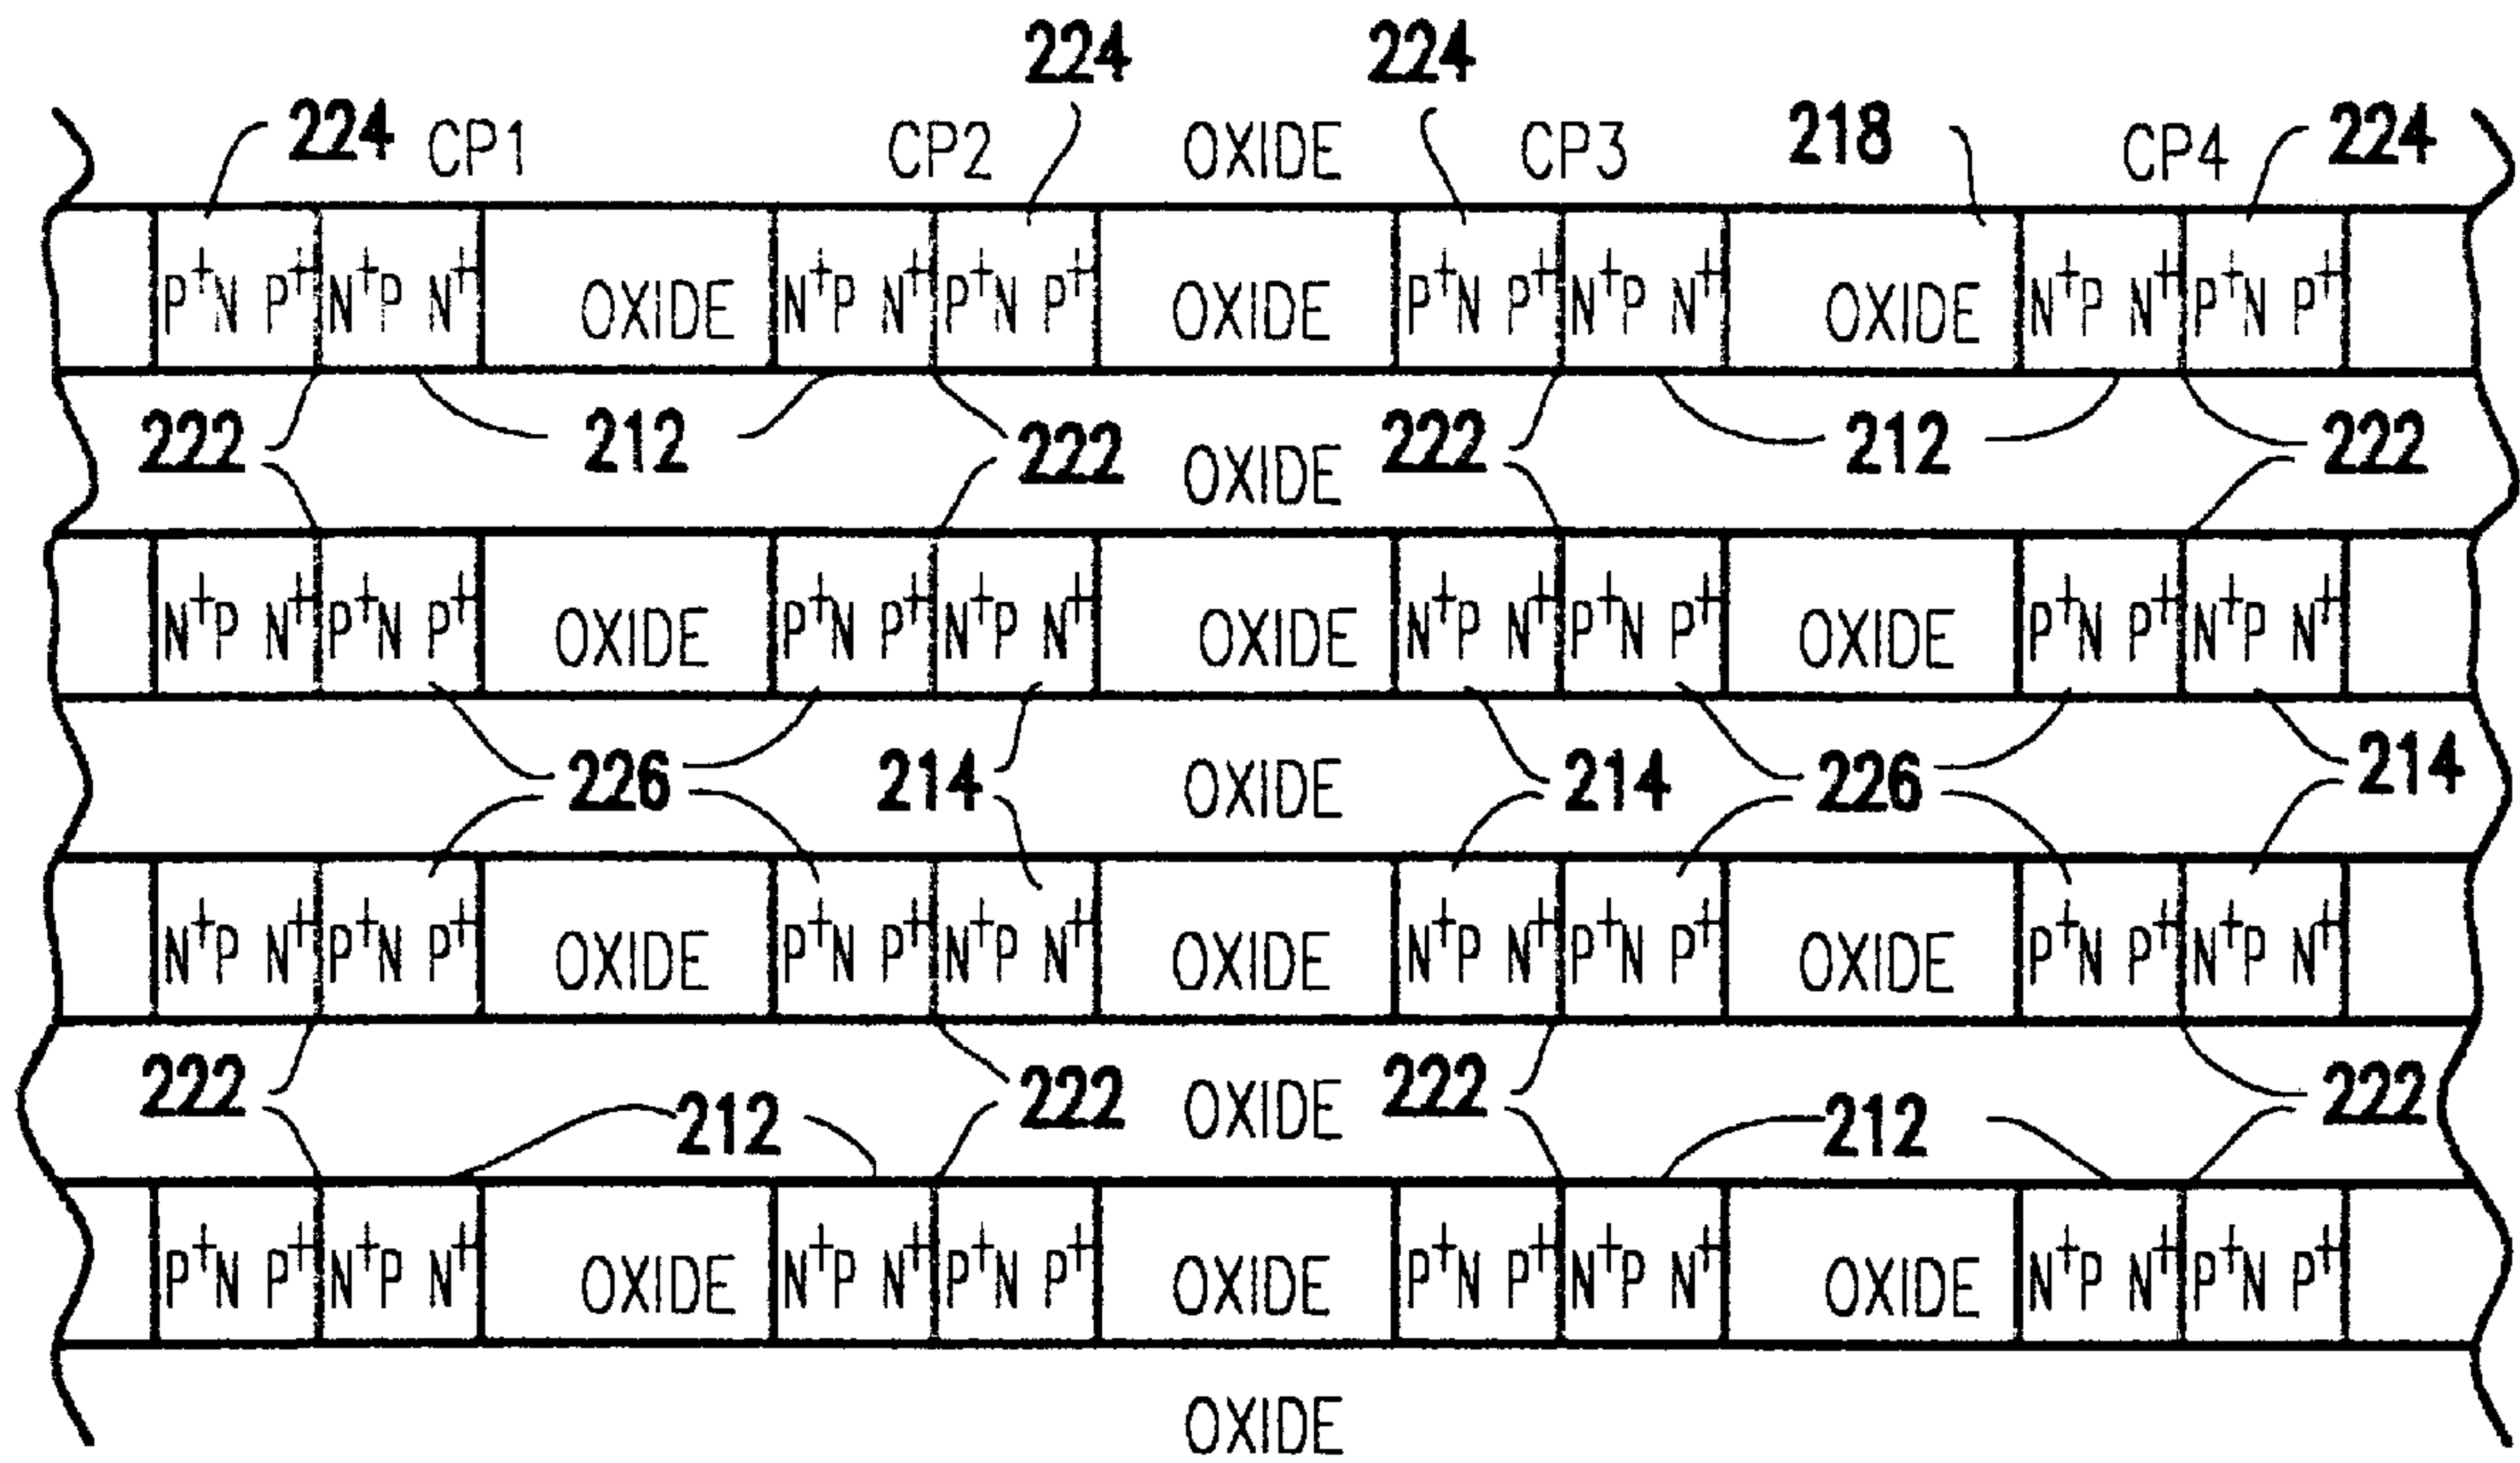 224 224
224 CP1 CP2 OXIDE CP3 218 CP4 224
P⁺N P⁺ N⁺P N⁺ OXIDE N⁺P N⁺ P⁺N P⁺ OXIDE P⁺N P⁺ N⁺P N⁺ OXIDE N⁺P N⁺ P⁺N P⁺
222 212 222 OXIDE 222 212 222
N⁺P N⁺ P⁺N P⁺ OXIDE P⁺N P⁺ N⁺P N⁺ OXIDE N⁺P N⁺ P⁺N P⁺ OXIDE P⁺N P⁺ N⁺P N⁺
226 214 OXIDE 214 226 214
N⁺P N⁺ P⁺N P⁺ OXIDE P⁺N P⁺ N⁺P N⁺ OXIDE N⁺P N⁺ P⁺N P⁺ OXIDE P⁺N P⁺ N⁺P N⁺
222 212 222 OXIDE 222 212 222
P⁺N P⁺ N⁺P N⁺ OXIDE N⁺P N⁺ P⁺N P⁺ OXIDE P⁺N P⁺ N⁺P N⁺ OXIDE N⁺P N⁺ P⁺N P⁺
OXIDE